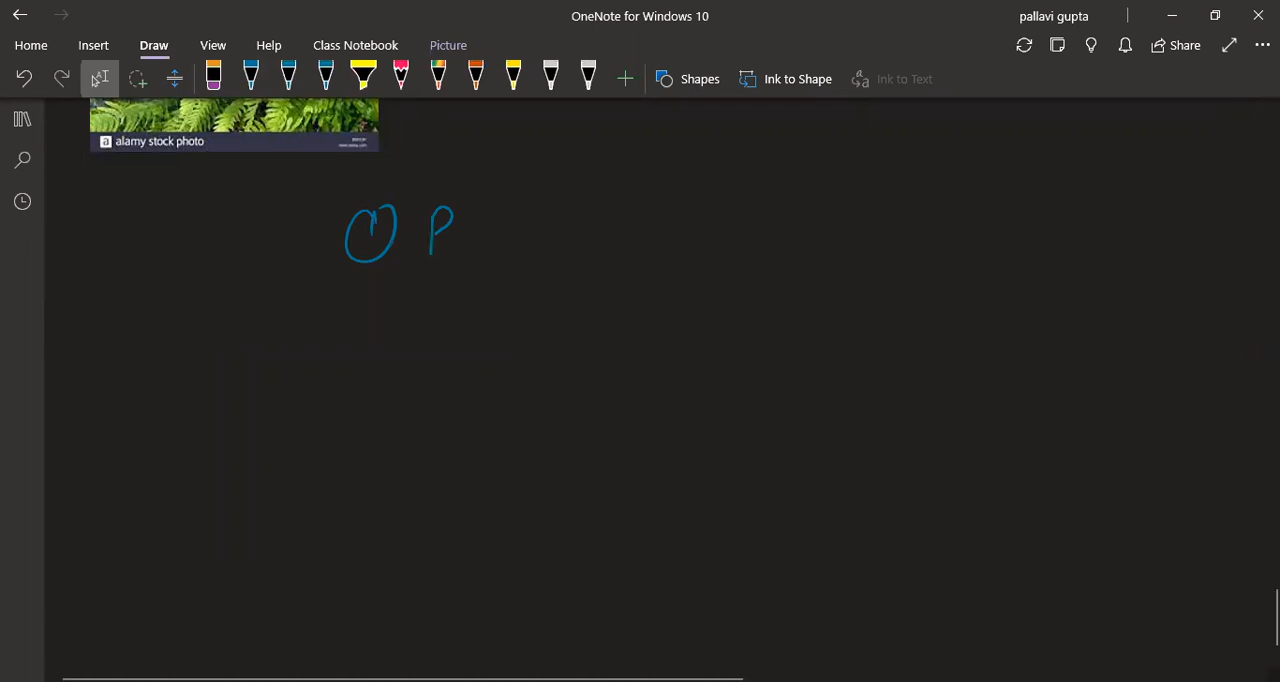 OneNote for Windows 10
pallavi gupta
Home Insert Draw View Help Class Notebook Picture
Share
Shapes Ink to Shape Ink to Text
a alamy stock photo
① P